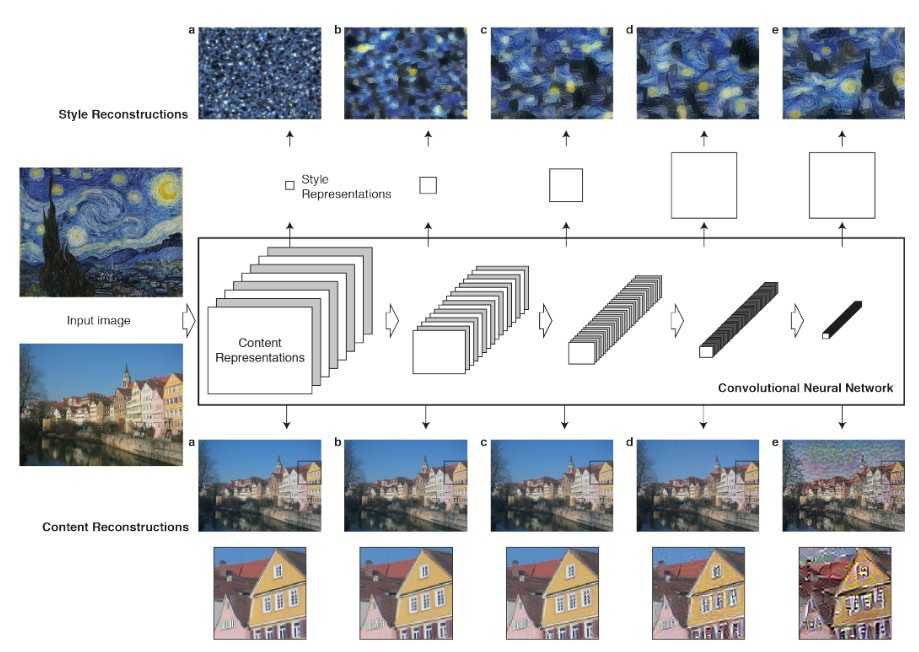 a
b
c
d
e
Style Reconstructions
Style
Representations
Input image
Content
Representations
Convolutional Neural Network
a
b
c
d
e
Content Reconstructions